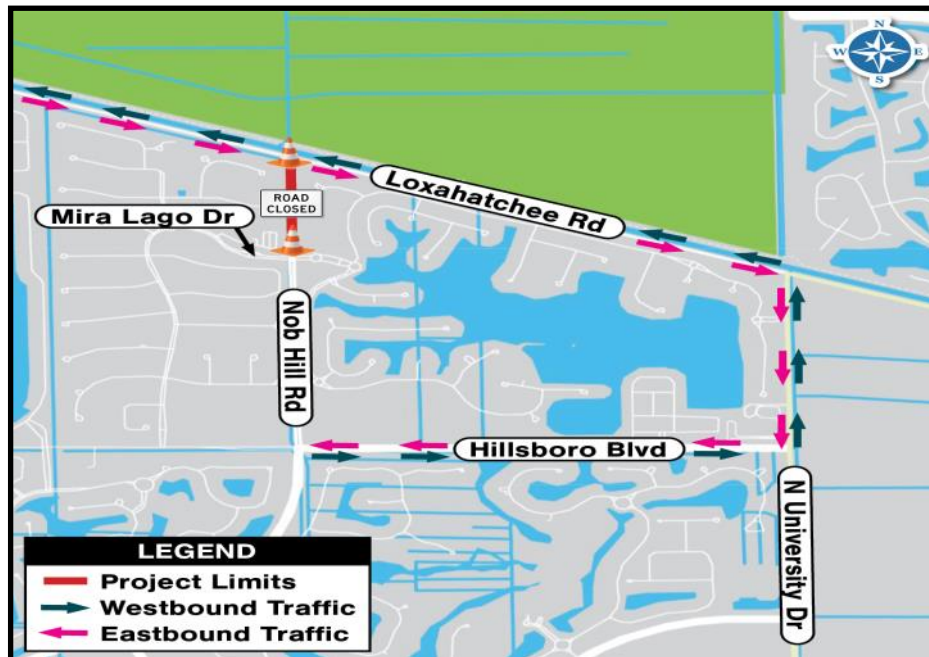 N
W E
S
Loxahatchee Rd
ROAD
CLOSED
Mira Lago Dr
Nob Hill Rd
Hillsboro Blvd
N University Dr
LEGEND
Project Limits
Westbound Traffic
Eastbound Traffic